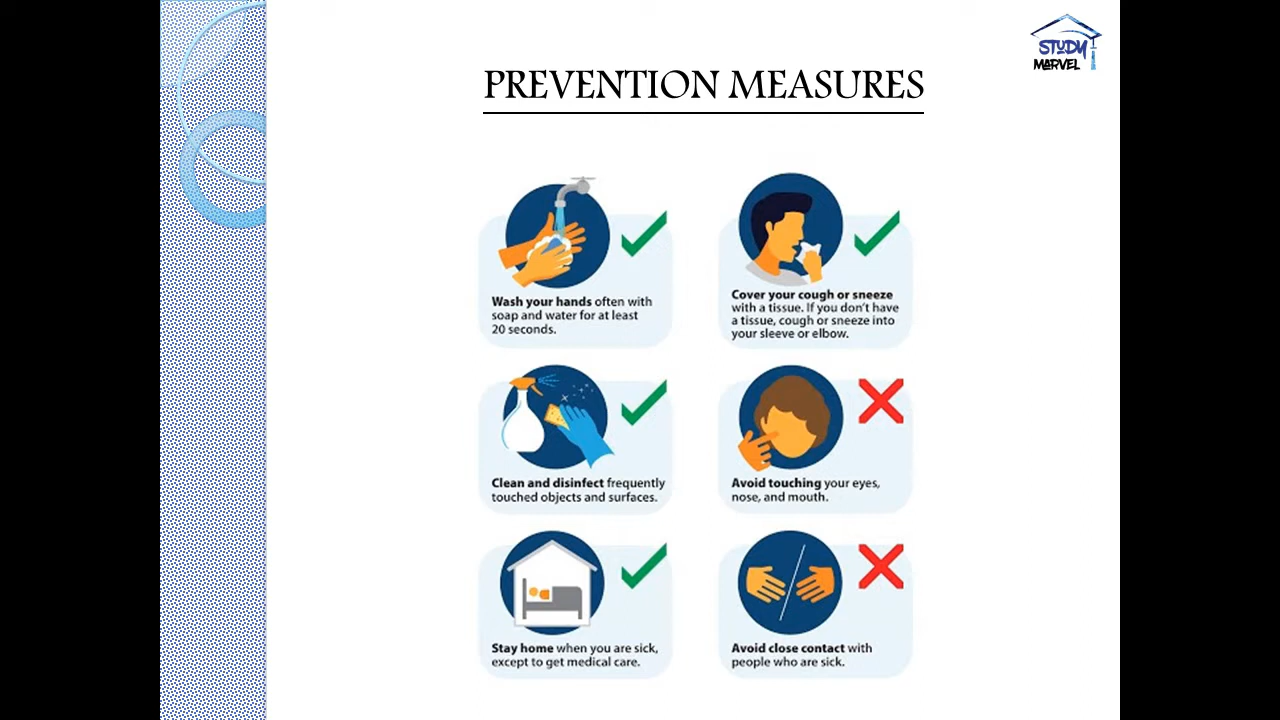 STUDY
MARVEL
PREVENTION MEASURES
Wash your hands often with
soap and water for at least
20 seconds.
Cover your cough or sneeze
with a tissue. If you don't have
a tissue, cough or sneeze into
your sleeve or elbow.
Clean and disinfect frequently
touched objects and surfaces.
Avoid touching your eyes,
nose, and mouth.
Stay home when you are sick,
except to get medical care.
Avoid close contact with
people who are sick.